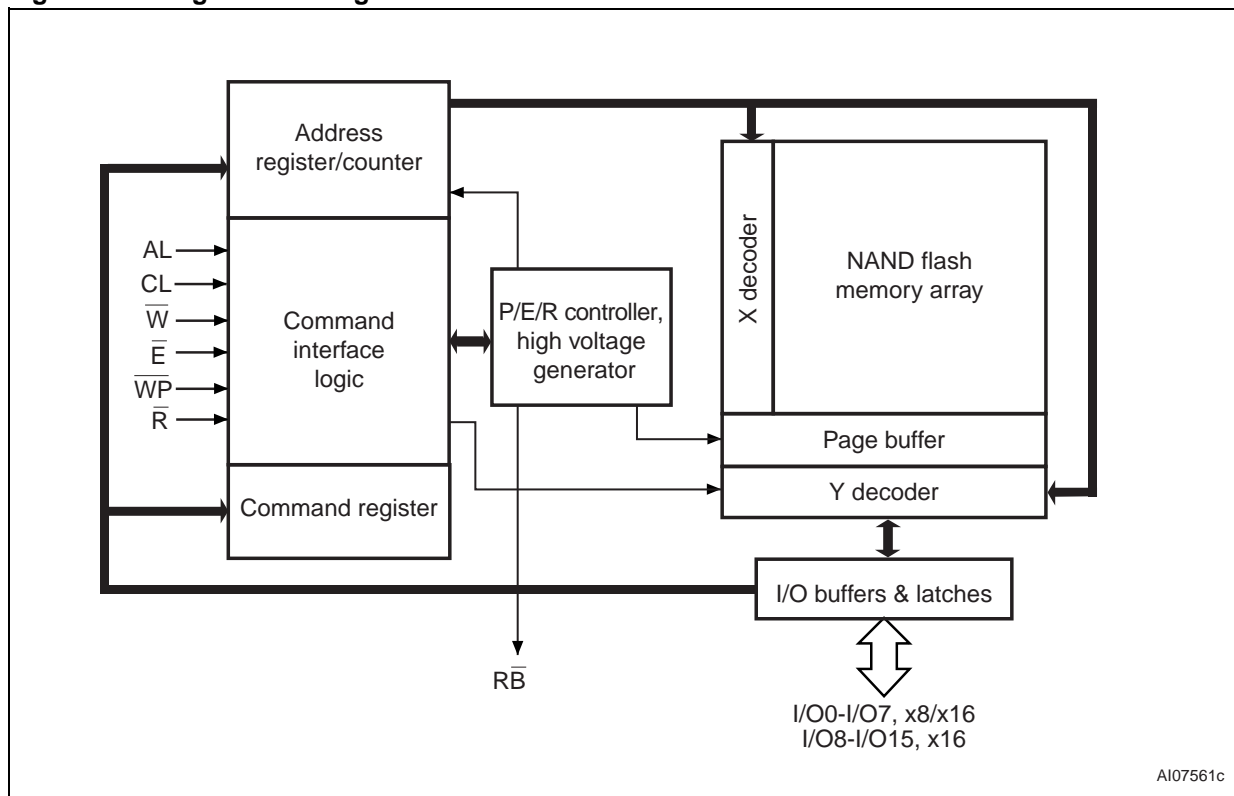 Address
register/counter
AL
CL
W̅
E̅
W̅P̅
R̅
Command
interface
logic
Command register
P/E/R controller,
high voltage
generator
RB̅
X decoder
NAND flash
memory array
Page buffer
Y decoder
I/O buffers & latches
I/O0-I/O7, x8/x16
I/O8-I/O15, x16
AI07561c